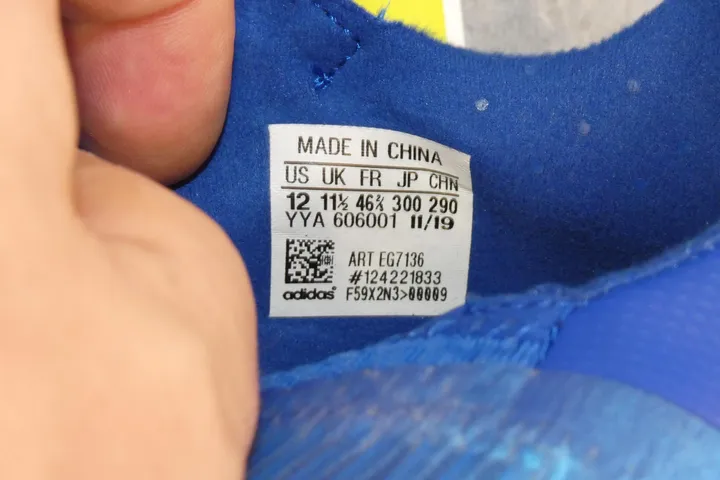 MADE IN CHINA
US UK FR JP CHN
12 11½ 46⅔ 300 290
YYA 606001 11/19
ART EG7136
#124221833
adidas® F59X2N3>00009